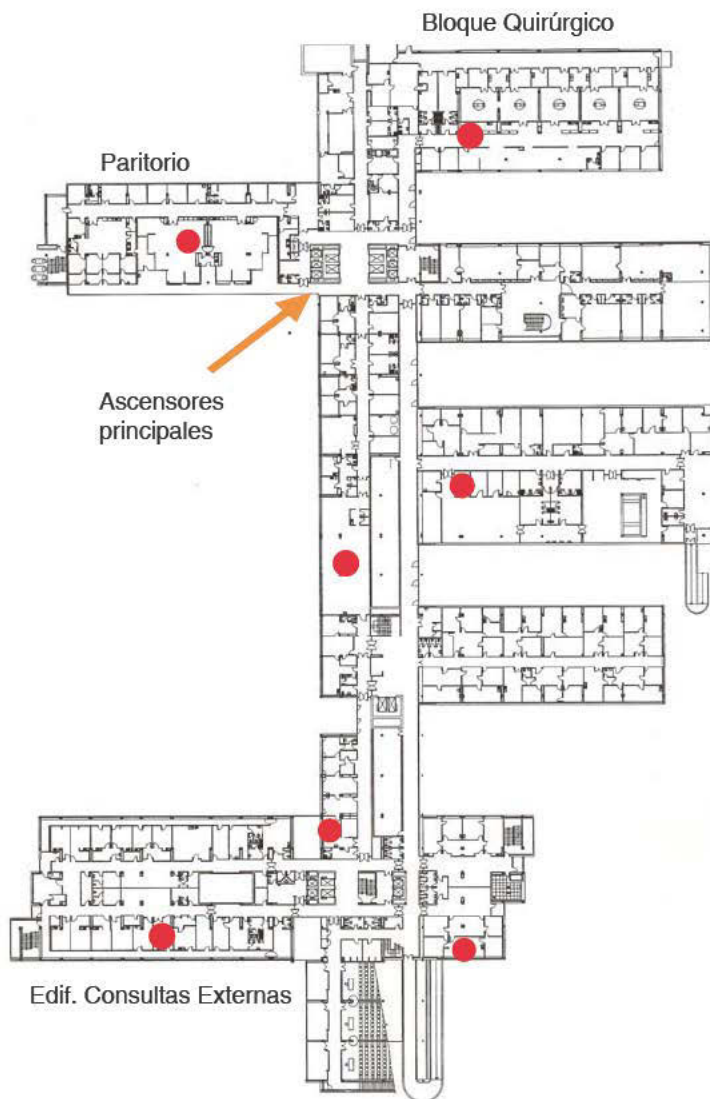 Bloque Quirúrgico
Paritorio
Ascensores
principales
Edif. Consultas Externas